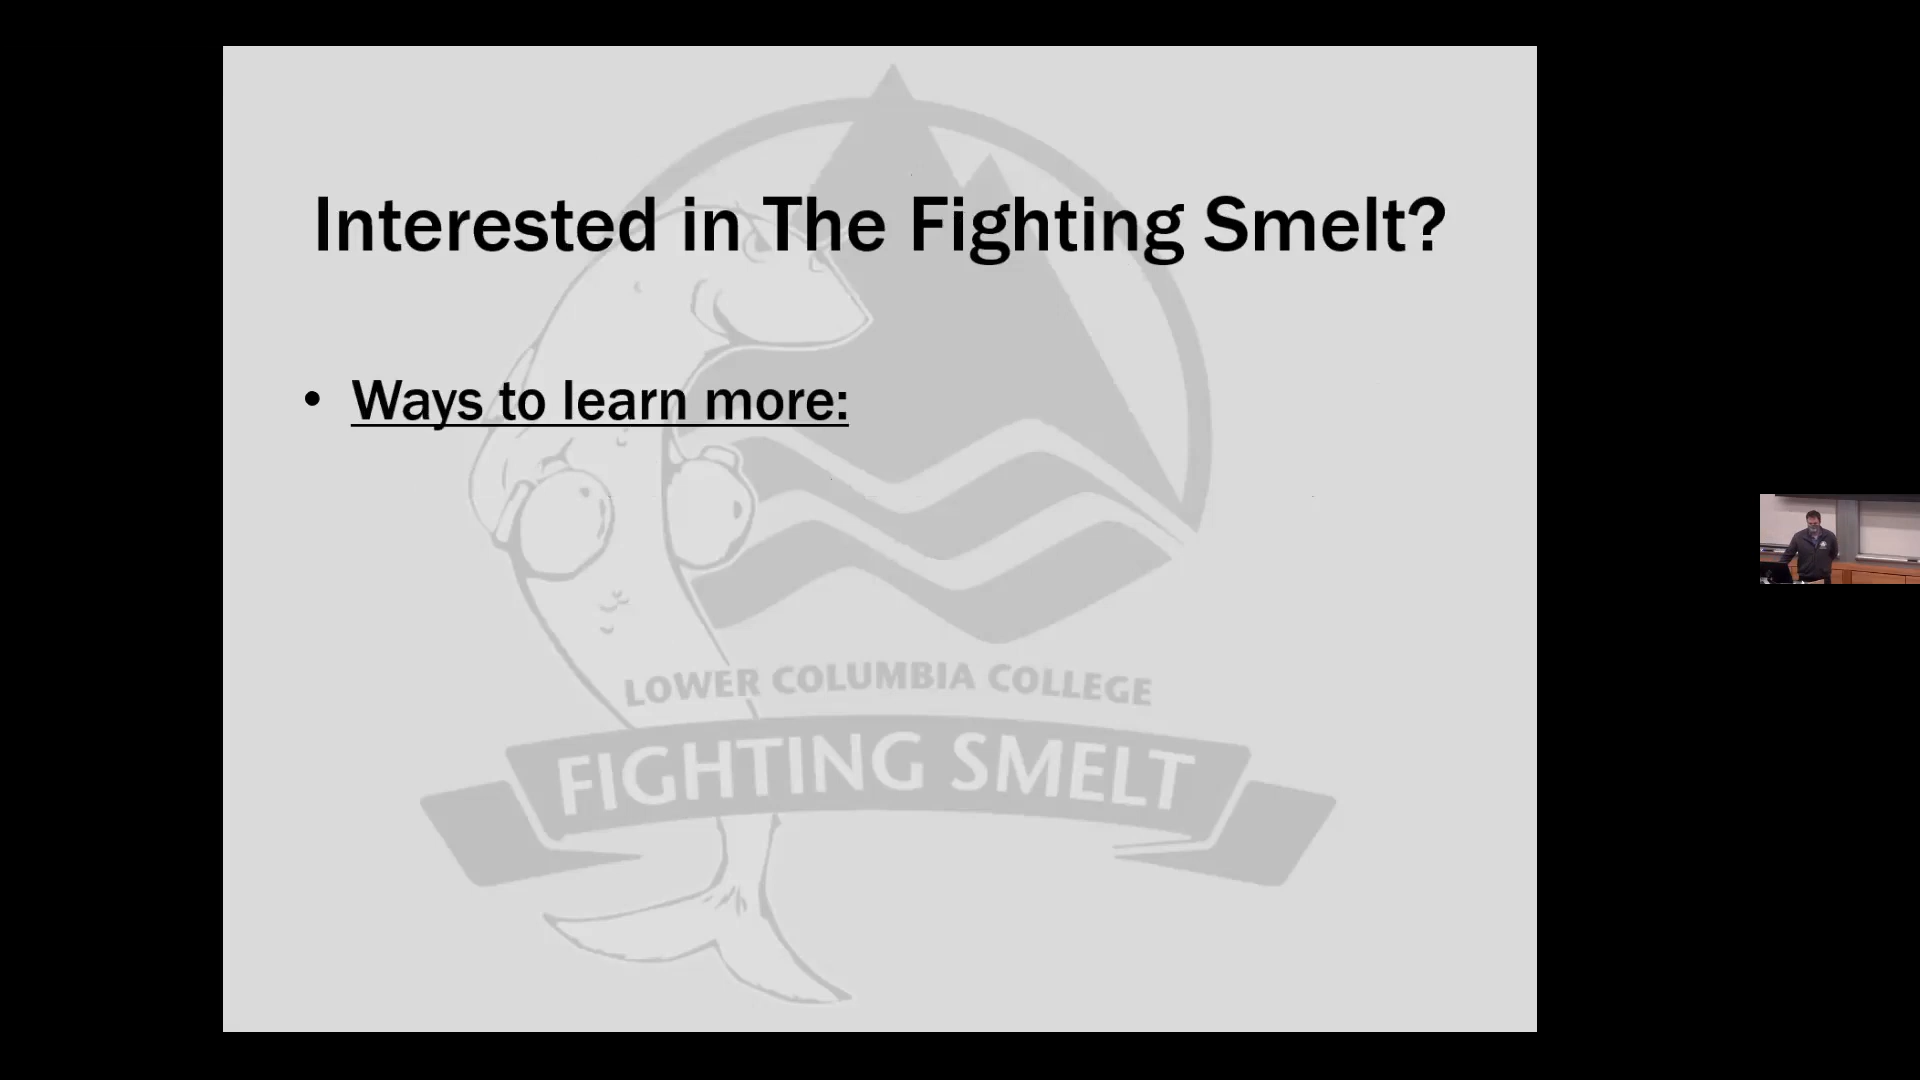 Interested in The Fighting Smelt?
• Ways to learn more:
LOWER COLUMBIA COLLEGE
FIGHTING SMELT